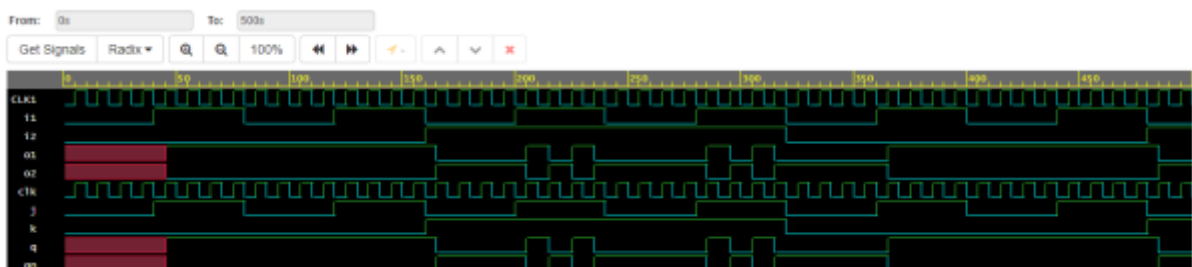 From: 0s To: 500s
Get Signals Radix 100%
0 50 100 150 200 250 300 350 400 450
CLK1
i1
i2
o1
o2
clk
j
k
q
qq